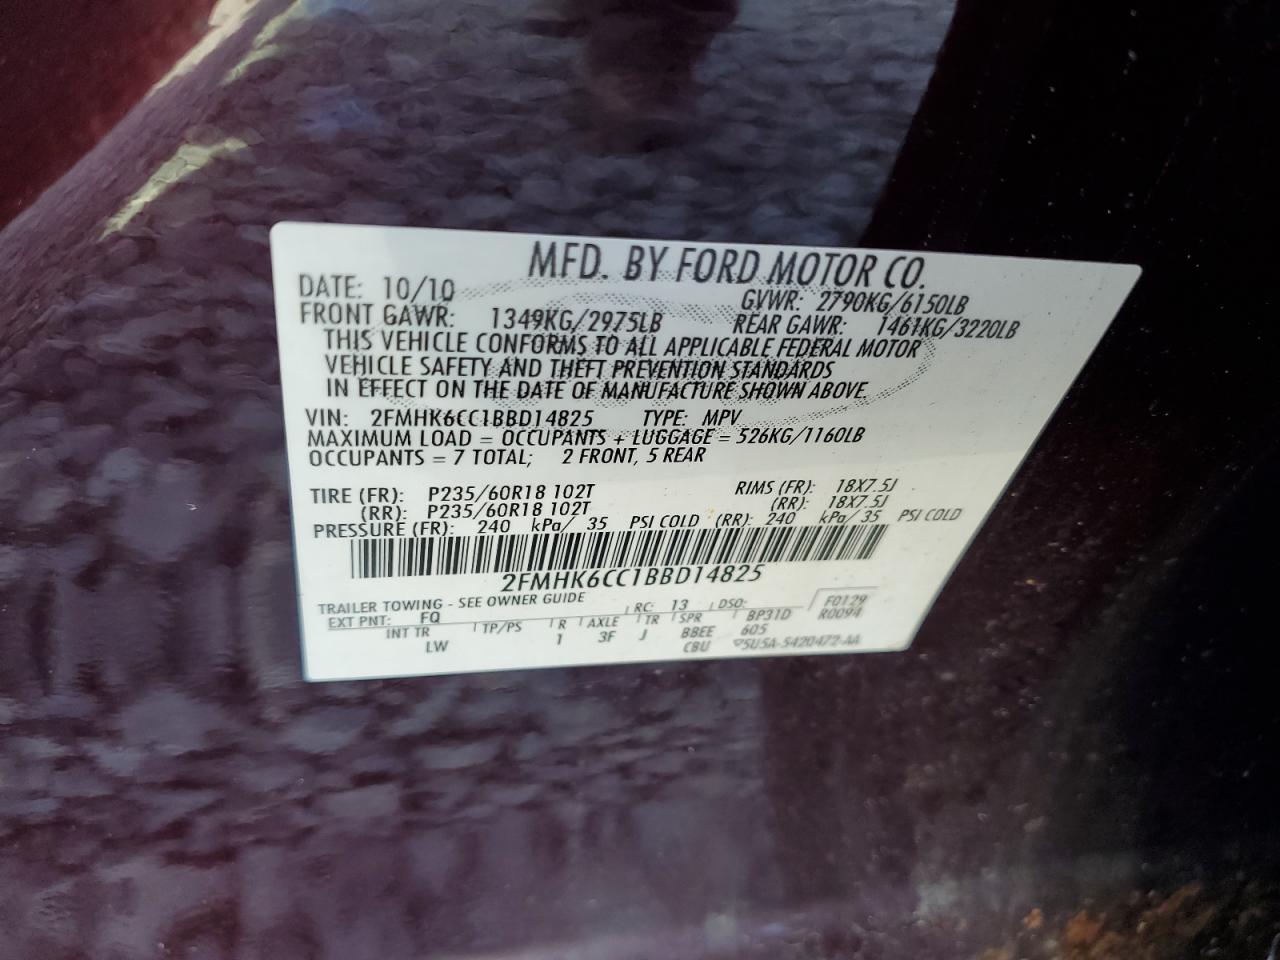 MFD. BY FORD MOTOR CO.
DATE: 10/10 GVWR: 2790KG/6150LB
FRONT GAWR: 1349KG/2975LB REAR GAWR: 1461KG/3220LB
THIS VEHICLE CONFORMS TO ALL APPLICABLE FEDERAL MOTOR
VEHICLE SAFETY AND THEFT PREVENTION STANDARDS
IN EFFECT ON THE DATE OF MANUFACTURE SHOWN ABOVE.
VIN: 2FMHK6CC1BBD14825 TYPE: MPV
MAXIMUM LOAD = OCCUPANTS + LUGGAGE = 526KG/1160LB
OCCUPANTS = 7 TOTAL; 2 FRONT, 5 REAR
TIRE (FR): P235/60R18 102T RIMS (FR): 18X7.5J
(RR): P235/60R18 102T (RR): 18X7.5J
PRESSURE (FR): 240 kPa/ 35 PSI COLD (RR): 240 kPa/ 35 PSI COLD
2FMHK6CC1BBD14825
TRAILER TOWING - SEE OWNER GUIDE
EXT PNT: FQ RC: 13 DSO: F0129
INT TR TP/PS R AXLE TR SPR BP31D R0094
LW 1 3F J BBEE 605
CBU 5U5A-5420472-AA